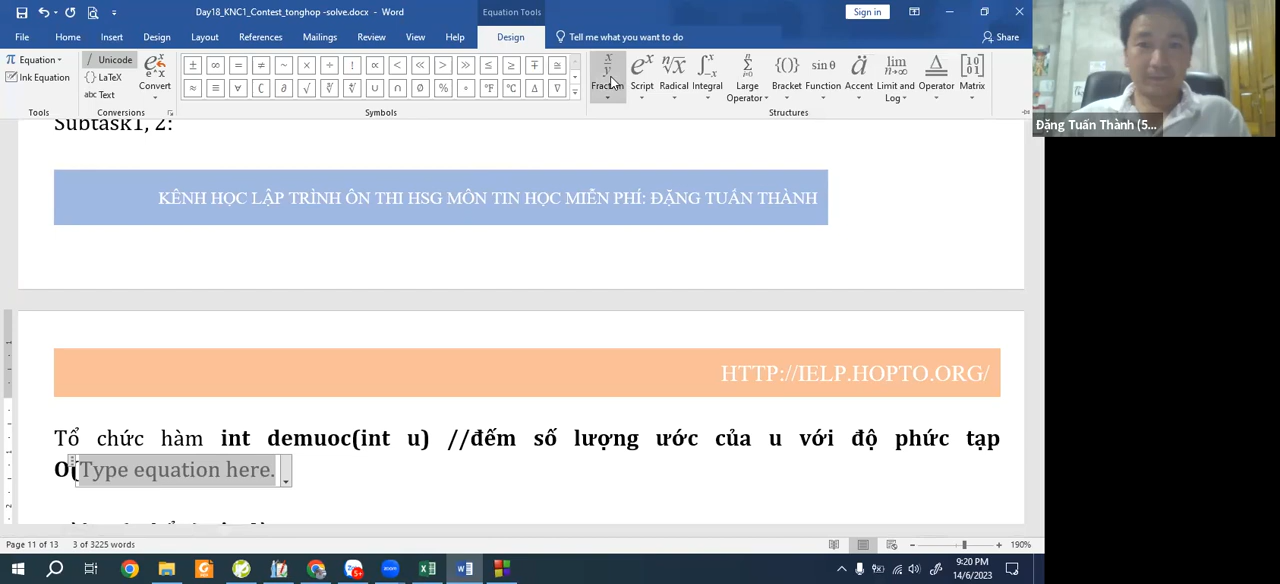 Day18_KNC1_Contest_tonghop -solve.docx - Word
Equation Tools
Sign in
File Home Insert Design Layout References Mailings Review View Help Design Tell me what you want to do Share
Equation
Ink Equation
Tools
Unicode
LaTeX
abc Text
Convert
Conversions
± ∞ = ≠ ~ × ÷ ! ∝ < ≪ > ≫ ≤ ≥ ∓ ≅
≈ ≡ ∀ ∁ ∂ √ ∛ ∜ ∪ ∩ ∅ % ° °F °C ∆ ∇
Symbols
Fraction Script Radical Integral Large Operator Bracket Function Accent Limit and Log Operator Matrix
Structures
Đặng Tuấn Thành (5...
Subtask1, 2:
KÊNH HỌC LẬP TRÌNH ÔN THI HSG MÔN TIN HỌC MIỄN PHÍ: ĐẶNG TUẤN THÀNH
HTTP://IELP.HOPTO.ORG/
Tổ chức hàm int demuoc(int u) //đếm số lượng ước của u với độ phức tạp
O( Type equation here.
Page 11 of 13 3 of 3225 words
190%
9:20 PM
14/6/2023